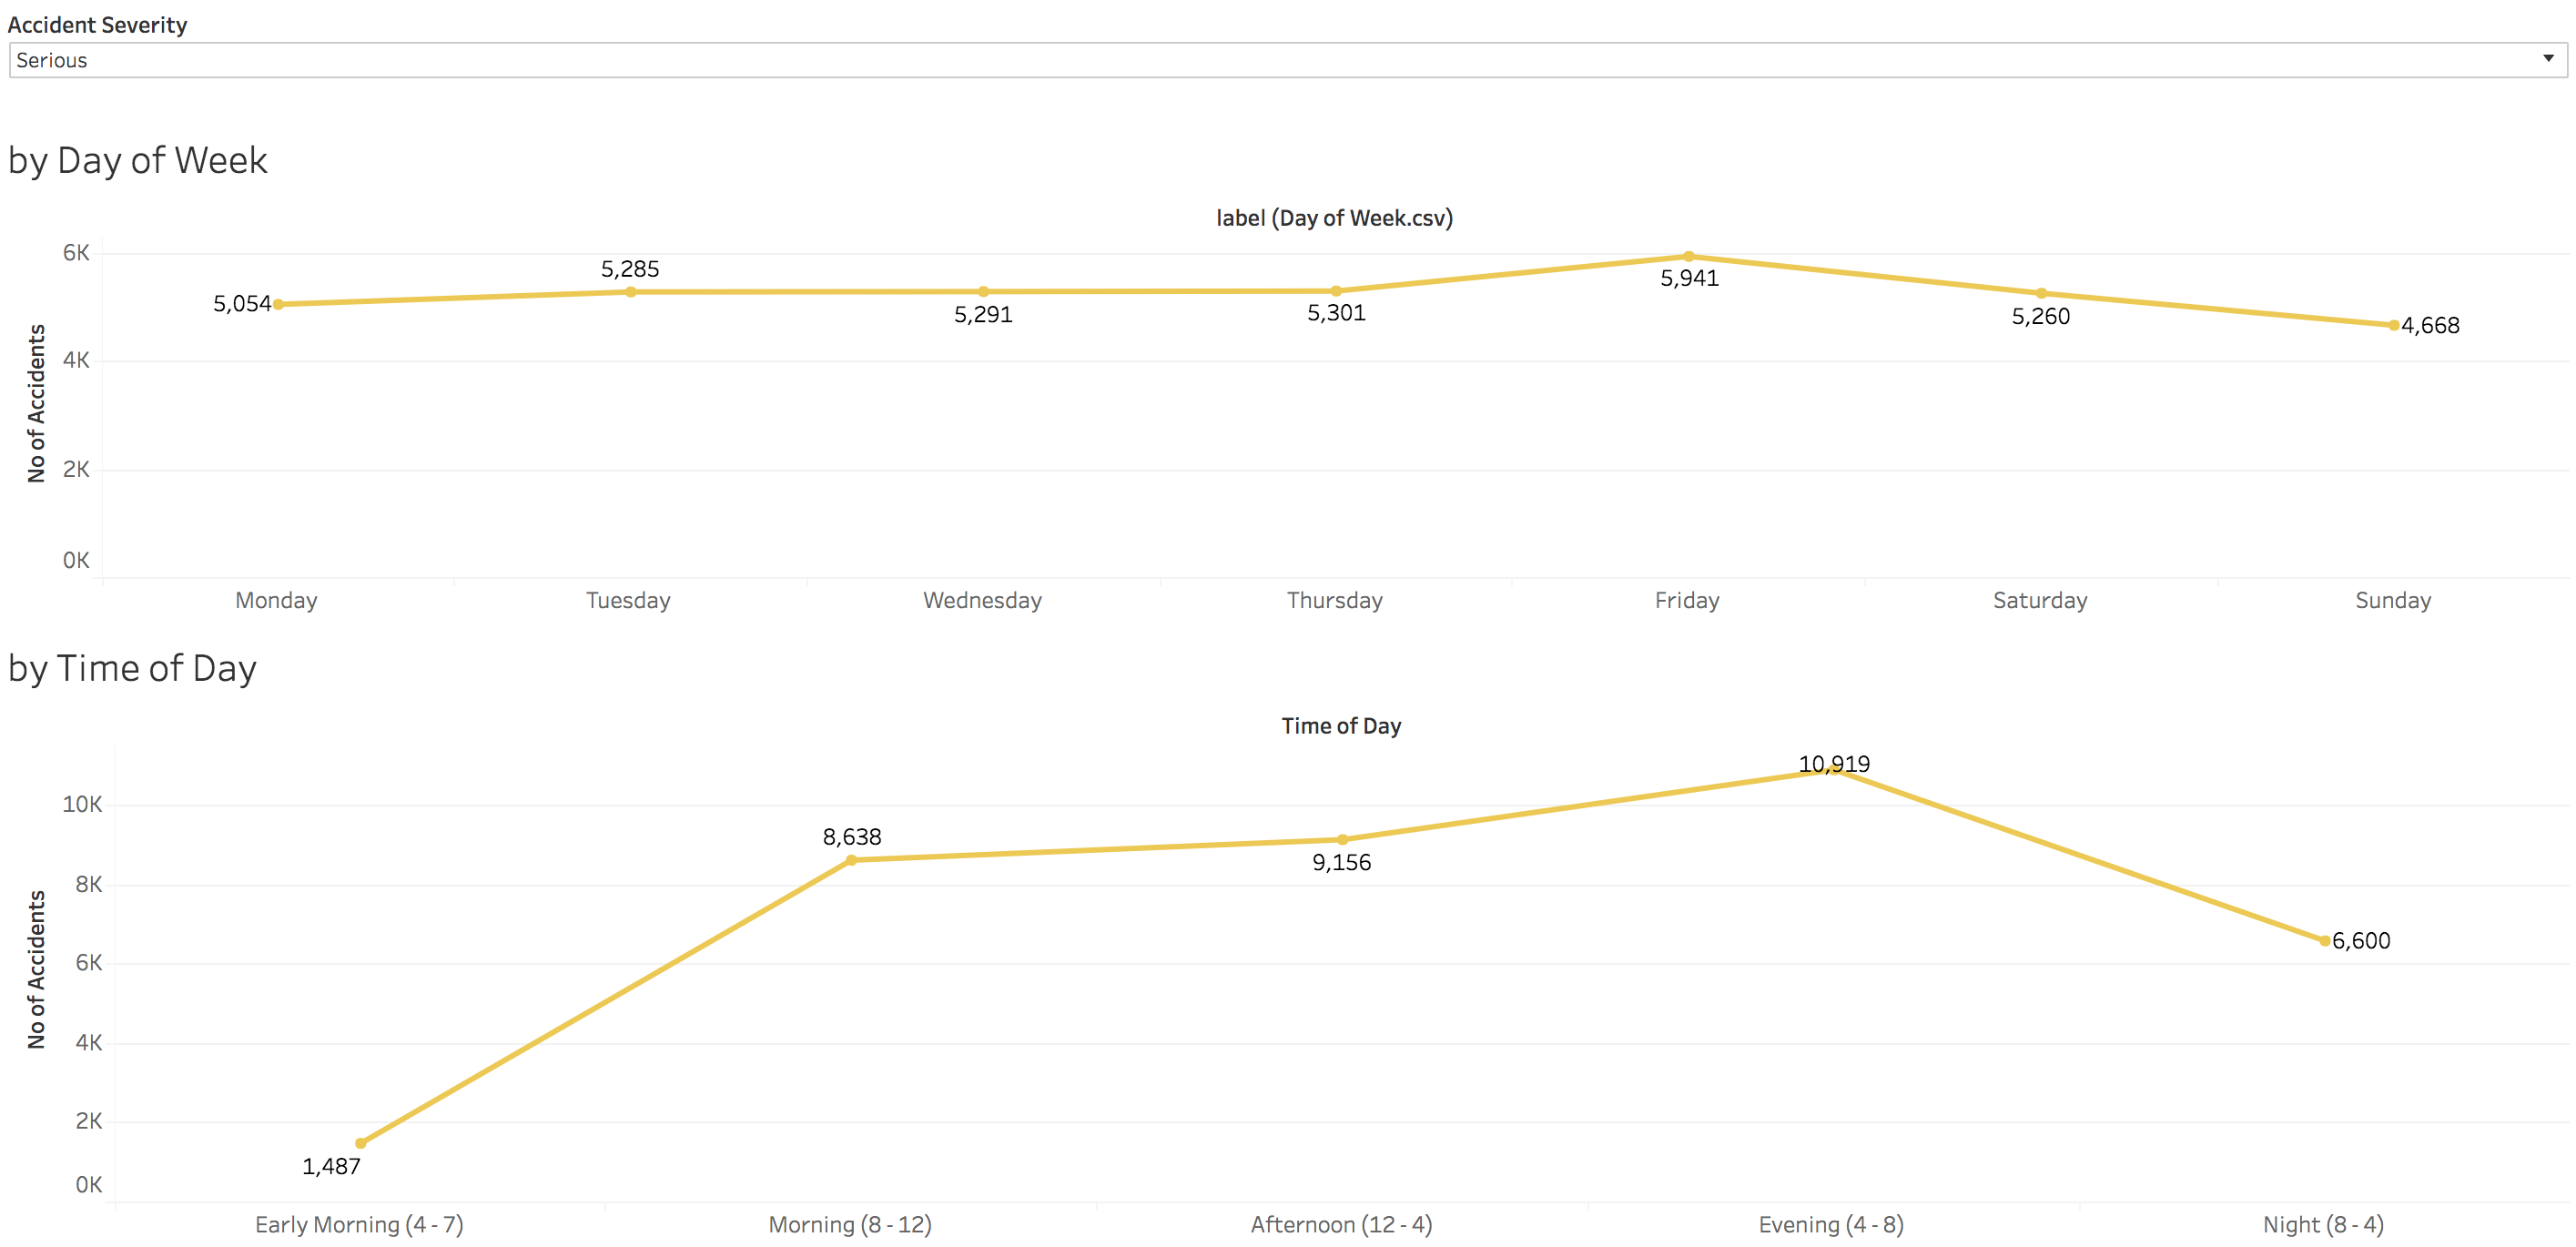 Accident Severity
Serious
by Day of Week
label (Day of Week.csv)
No of Accidents
6K
4K
2K
0K
5,054
5,285
5,291
5,301
5,941
5,260
4,668
Monday Tuesday Wednesday Thursday Friday Saturday Sunday
by Time of Day
Time of Day
No of Accidents
10K
8K
6K
4K
2K
0K
1,487
8,638
9,156
10,919
6,600
Early Morning (4 - 7) Morning (8 - 12) Afternoon (12 - 4) Evening (4 - 8) Night (8 - 4)